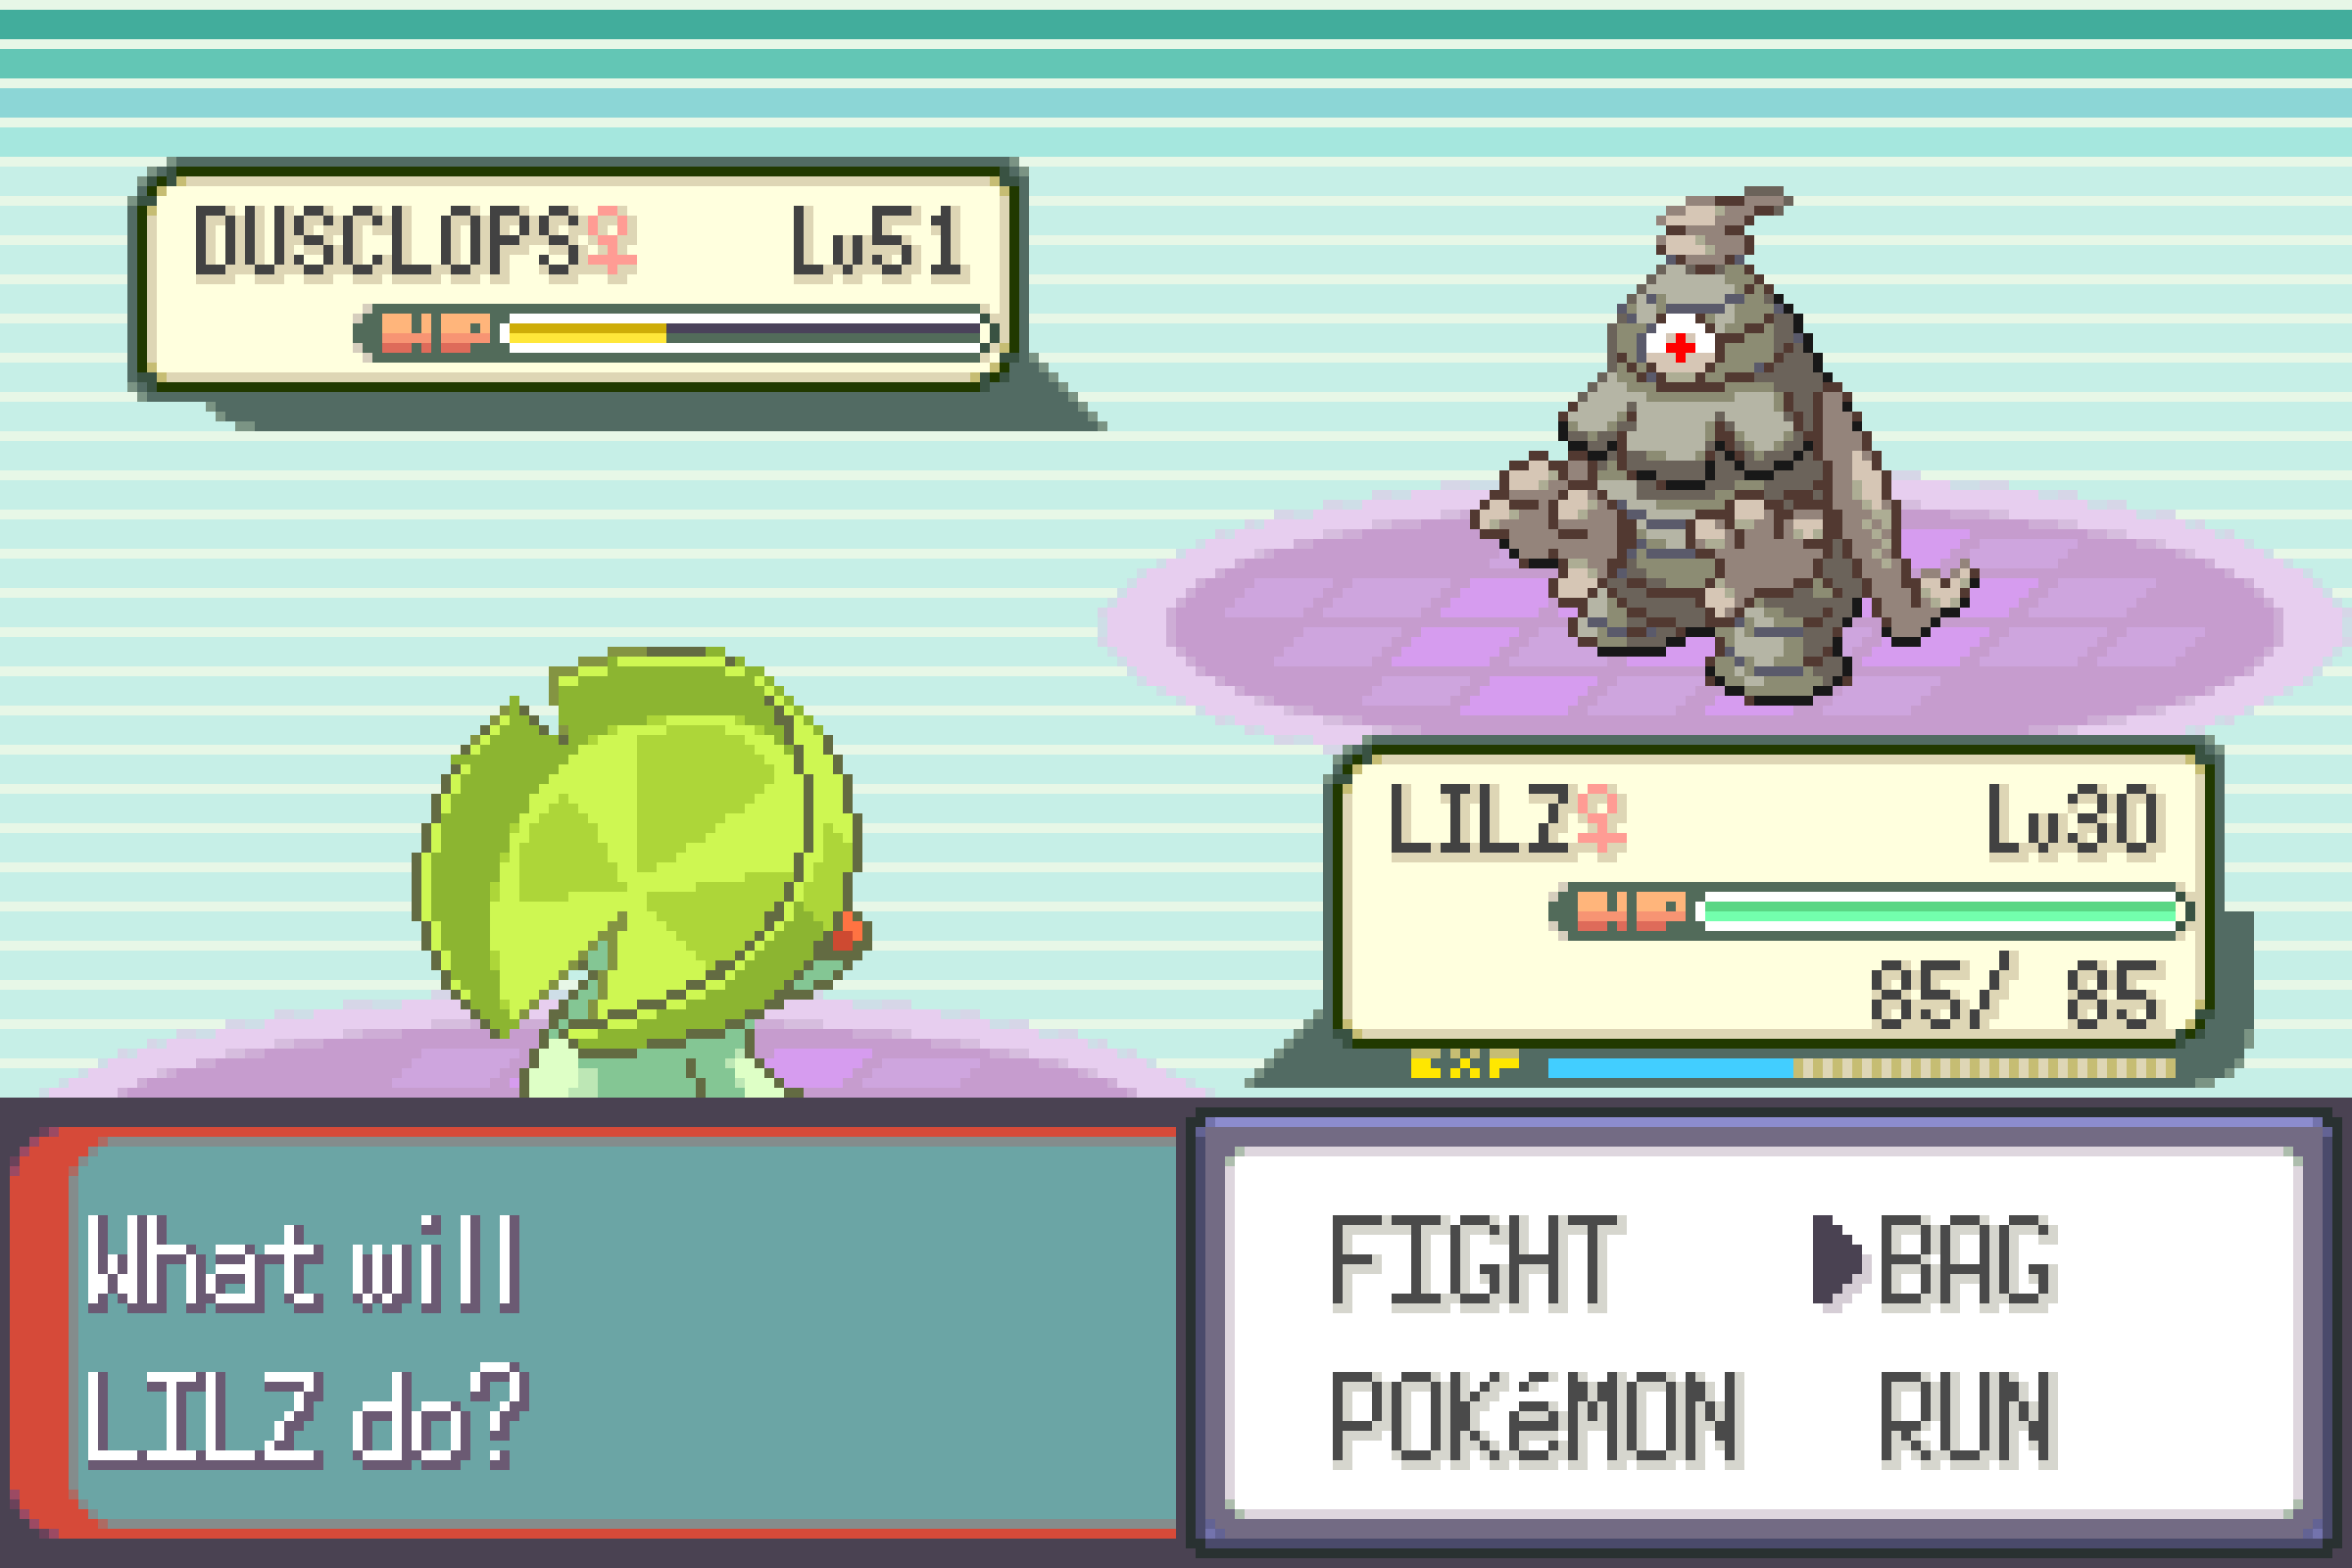 DUSCLOPS♀ Lv51
HP
LILZ♀ Lv30
HP
85/ 85
EXP
What will
LILZ do?
FIGHT BAG
POKéMON RUN